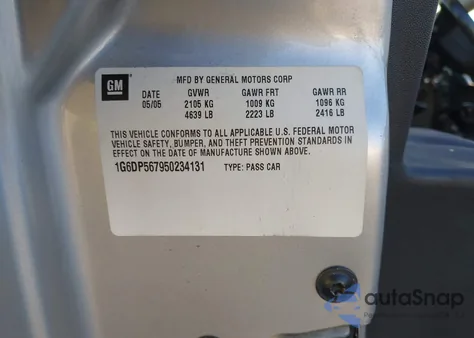 GM
MFD BY GENERAL MOTORS CORP
DATE GVWR GAWR FRT GAWR RR
05/05 2105 KG 1009 KG 1096 KG
4639 LB 2223 LB 2416 LB
THIS VEHICLE CONFORMS TO ALL APPLICABLE U.S. FEDERAL MOTOR
VEHICLE SAFETY, BUMPER, AND THEFT PREVENTION STANDARDS IN
EFFECT ON THE DATE OF MANUFACTURE SHOWN ABOVE.
1G6DP567950234131 TYPE: PASS CAR
autaSnap